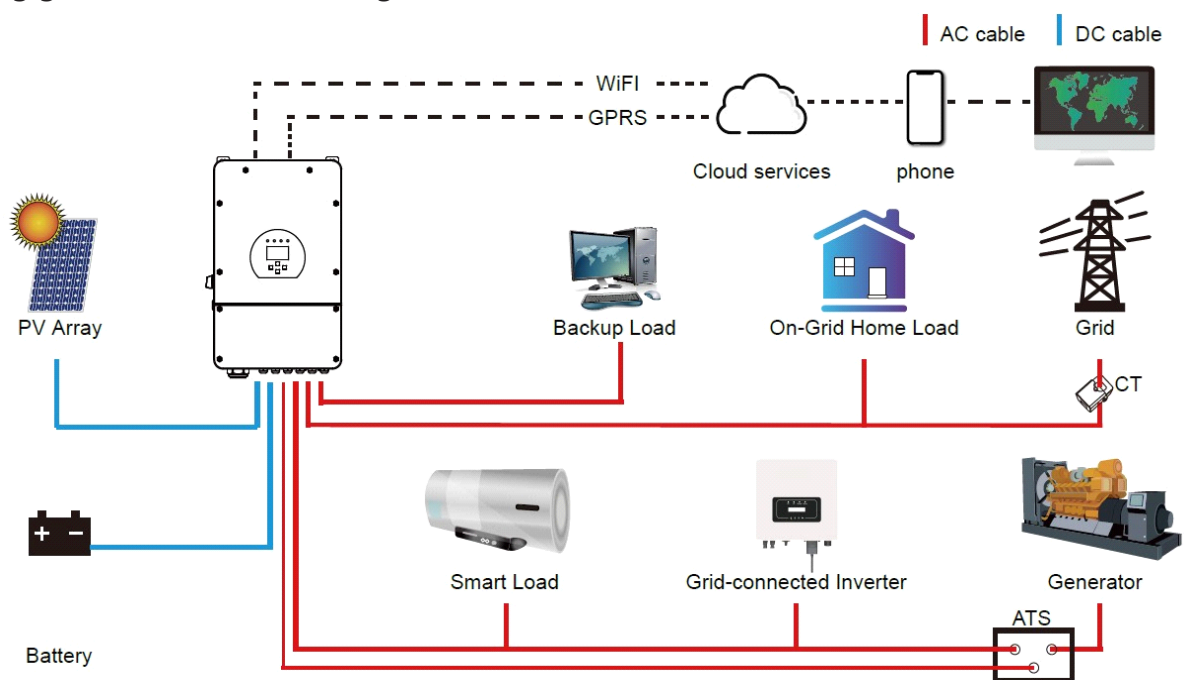 AC cable
DC cable
WiFI
GPRS
Cloud services
phone
PV Array
Backup Load
On-Grid Home Load
Grid
CT
+ −
Smart Load
Grid-connected Inverter
Generator
ATS
Battery